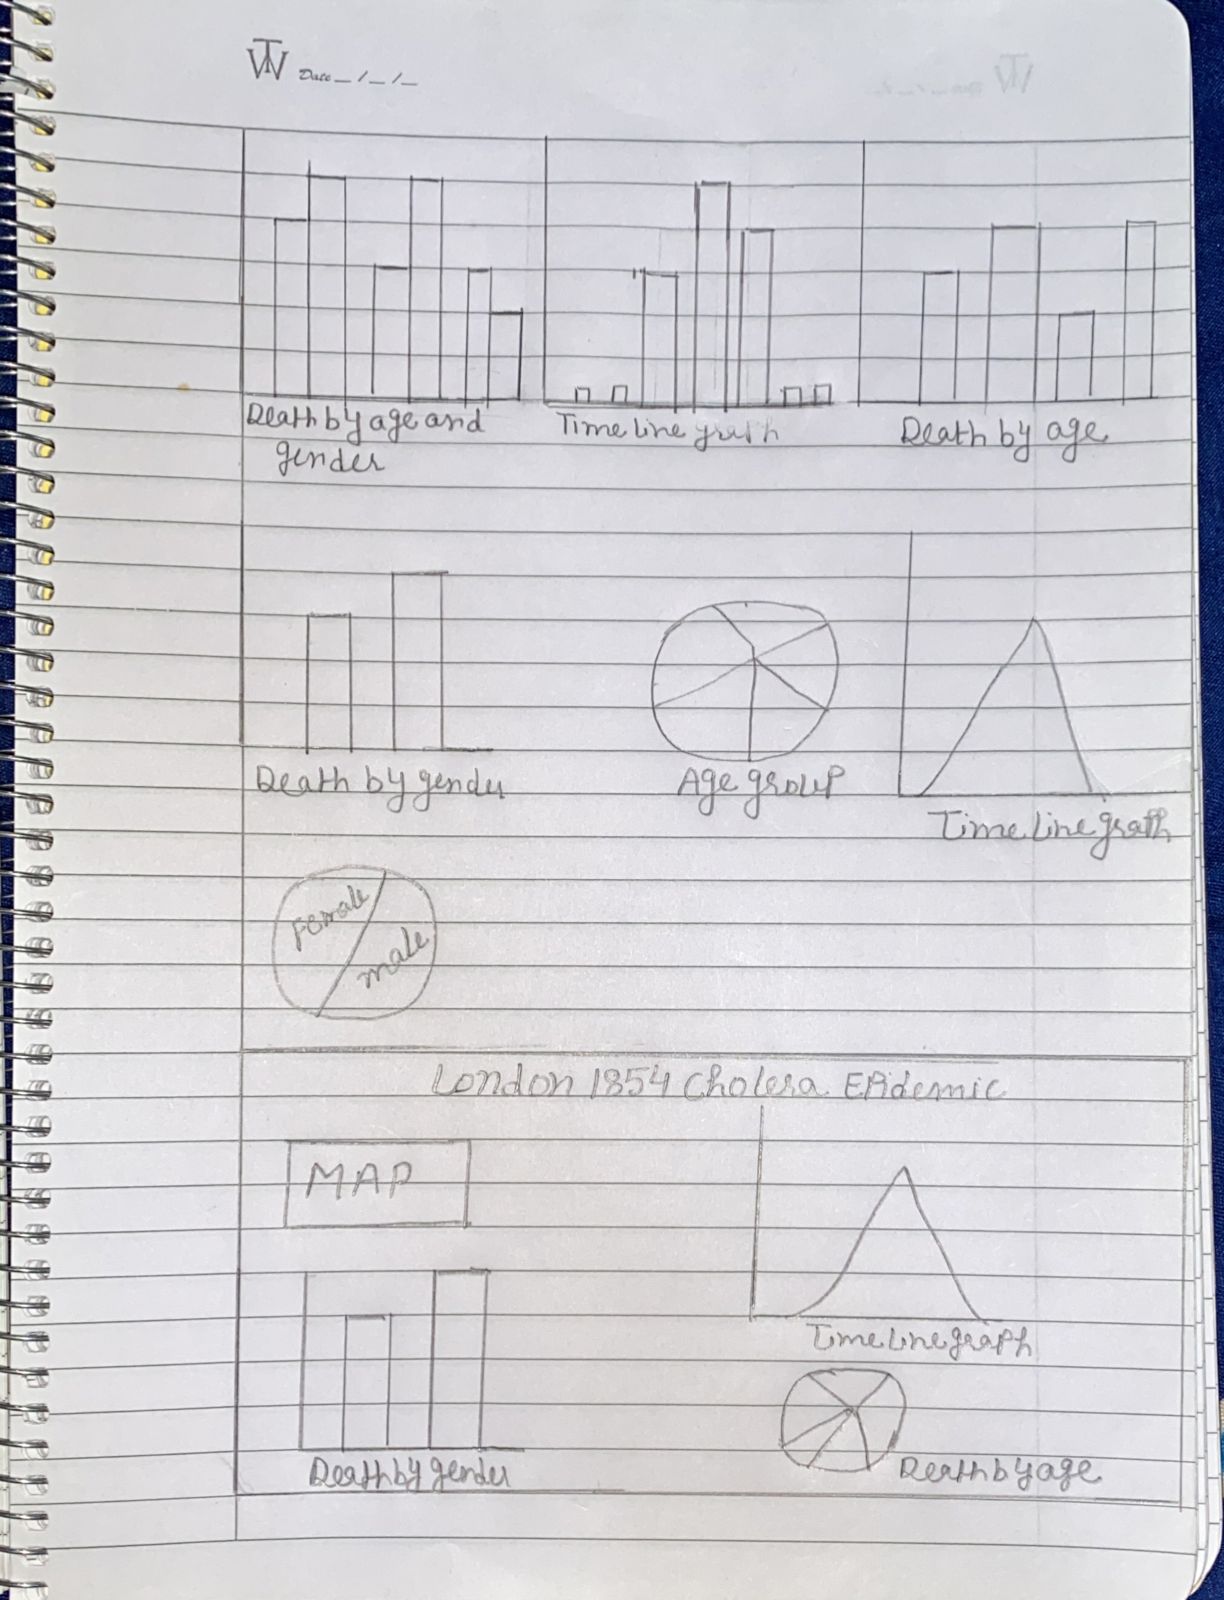 TW Date _ / _ / _
Death by age and
gender
Time line graph
Death by age
Death by gender
Age group
Time line graph
Female
male
London 1854 Cholera Epidemic
MAP
Time line graph
Death by gender
Death by age